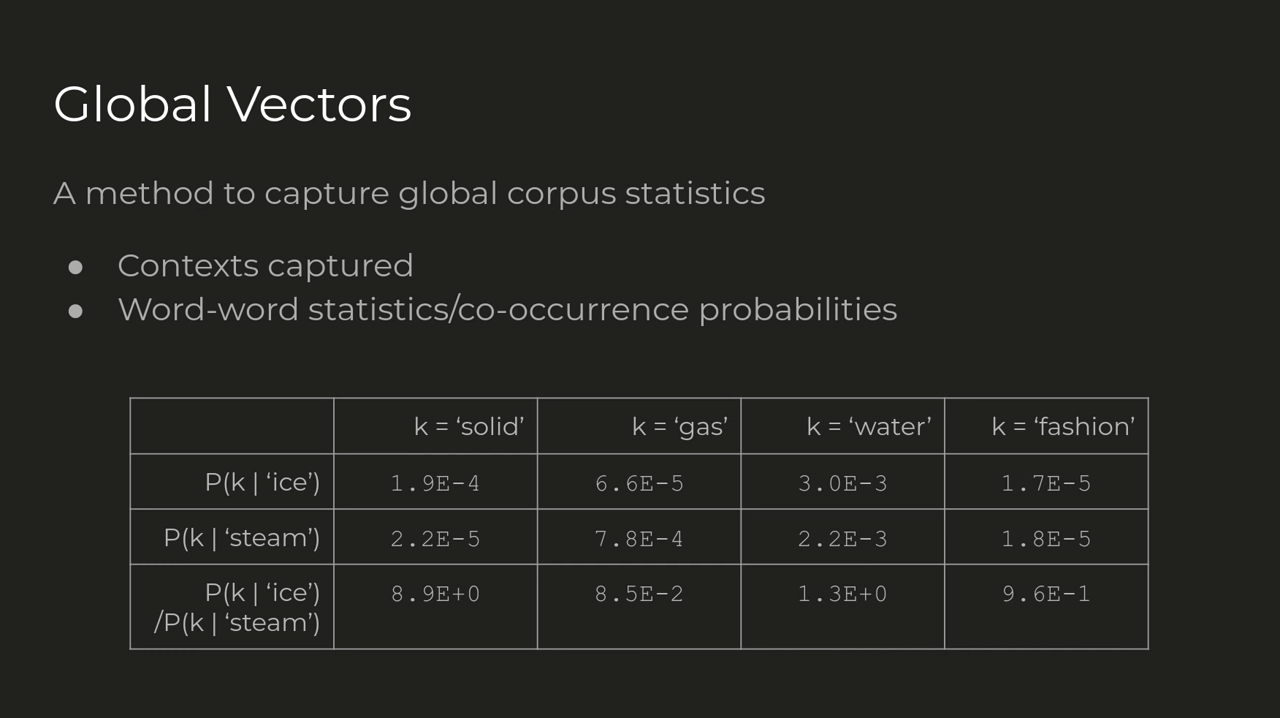 Global Vectors
A method to capture global corpus statistics
● Contexts captured
● Word-word statistics/co-occurrence probabilities
k = ‘solid’ k = ‘gas’ k = ‘water’ k = ‘fashion’
P(k | ‘ice’) 1.9E-4 6.6E-5 3.0E-3 1.7E-5
P(k | ‘steam’) 2.2E-5 7.8E-4 2.2E-3 1.8E-5
P(k | ‘ice’) 8.9E+0 8.5E-2 1.3E+0 9.6E-1
/P(k | ‘steam’)